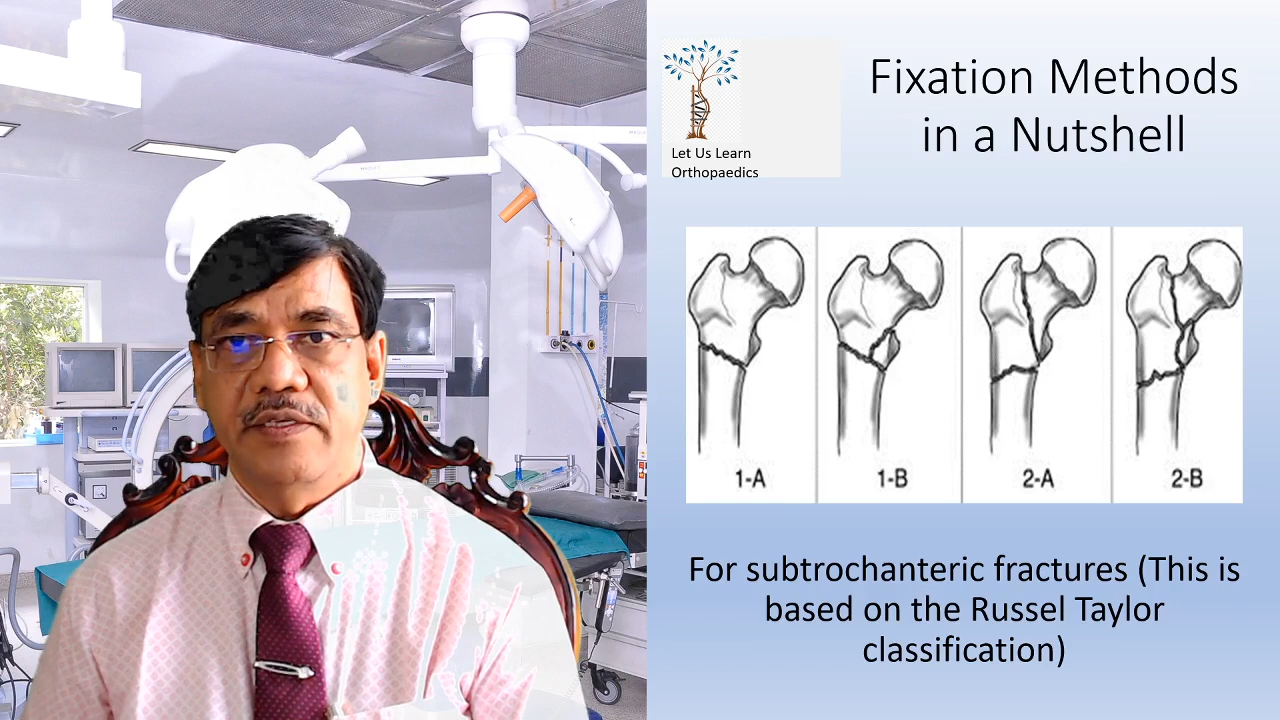 Fixation Methods
in a Nutshell
Let Us Learn
Orthopaedics
1-A
1-B
2-A
2-B
For subtrochanteric fractures (This is
based on the Russel Taylor
classification)